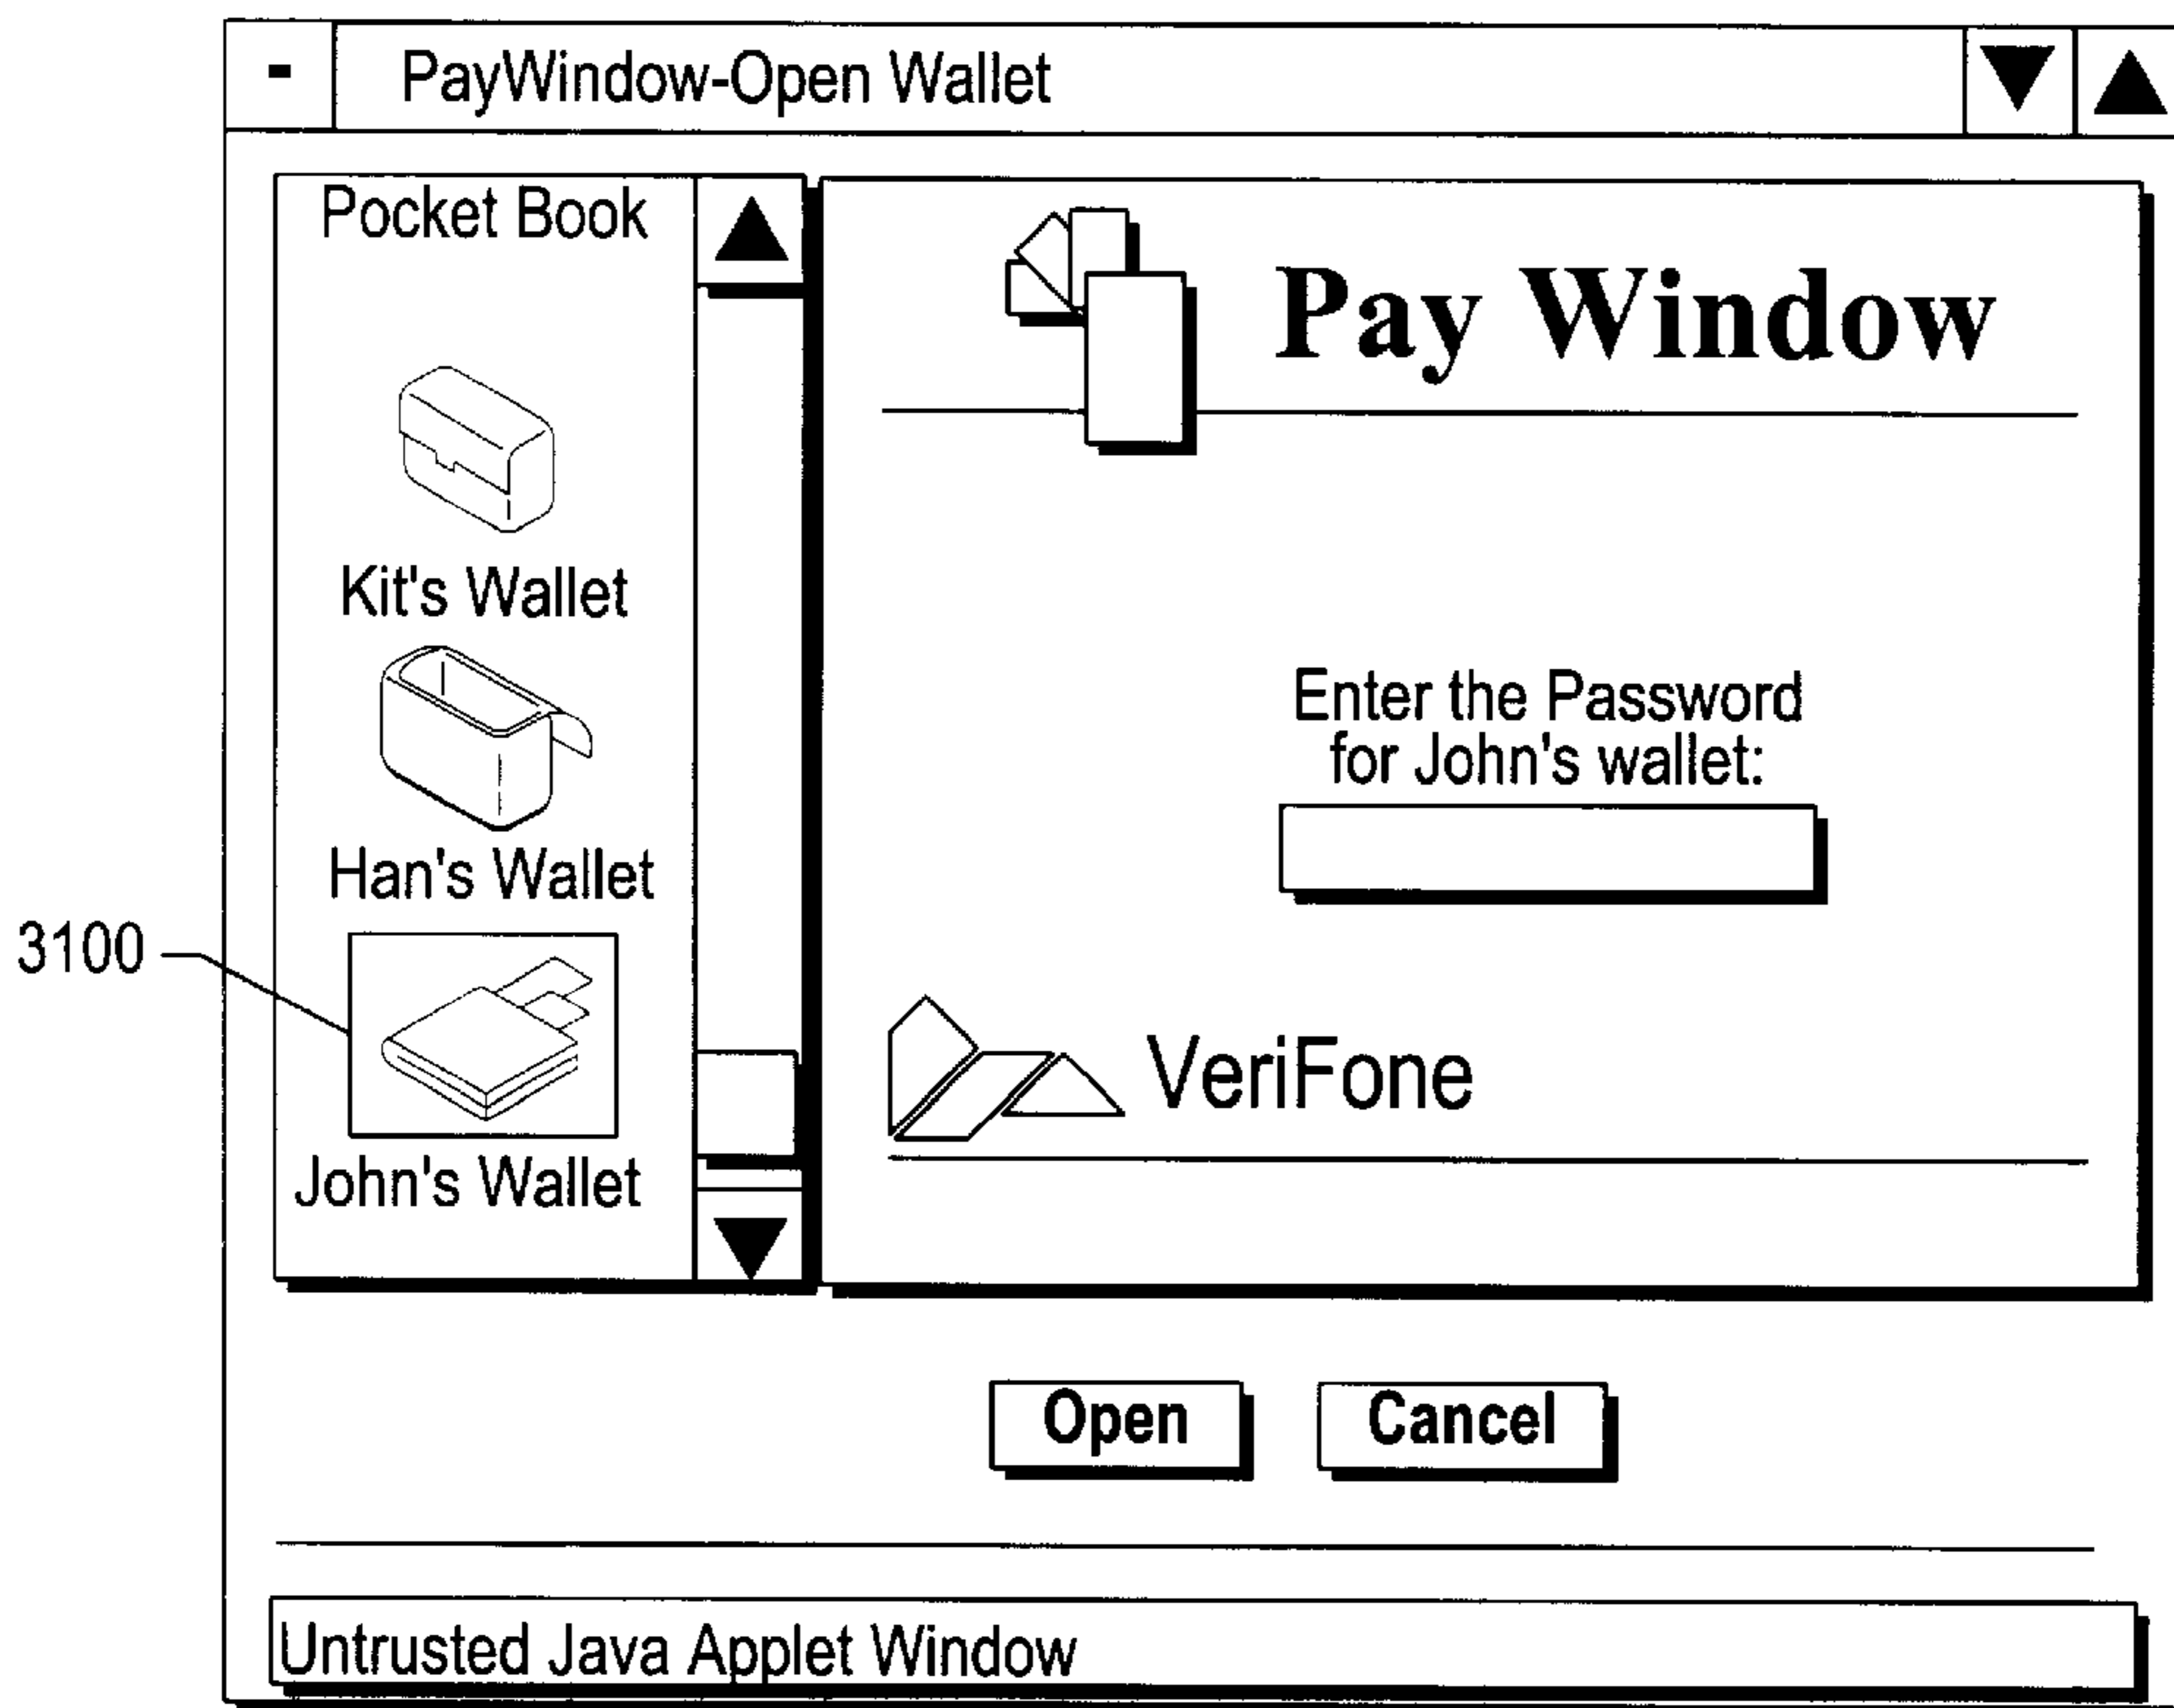 PayWindow-Open Wallet
Pocket Book
Kit's Wallet
Han's Wallet
3100
John's Wallet
Pay Window
Enter the Password
for John's wallet:
VeriFone
Open
Cancel
Untrusted Java Applet Window